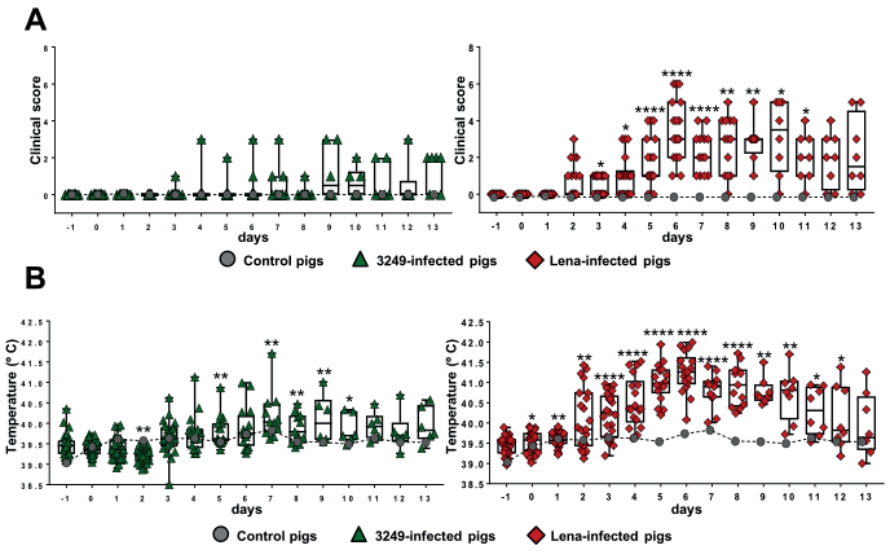 A
8
6
4
2
0
Clinical score
-1 0 1 2 3 4 5 6 7 8 9 10 11 12 13
days
8
6
4
2
0
Clinical score
* * **** **** **** ** ** * *
-1 0 1 2 3 4 5 6 7 8 9 10 11 12 13
days
Control pigs 3249-infected pigs Lena-infected pigs
B
42.5
42.0
41.5
41.0
40.5
40.0
39.5
39.0
38.5
Temperature (º C)
** ** ** ** ** *
-1 0 1 2 3 4 5 6 7 8 9 10 11 12 13
days
42.5
42.0
41.5
41.0
40.5
40.0
39.5
39.0
38.5
Temperature (º C)
* ** ** **** **** **** **** **** **** ** ** * *
-1 0 1 2 3 4 5 6 7 8 9 10 11 12 13
days
Control pigs 3249-infected pigs Lena-infected pigs